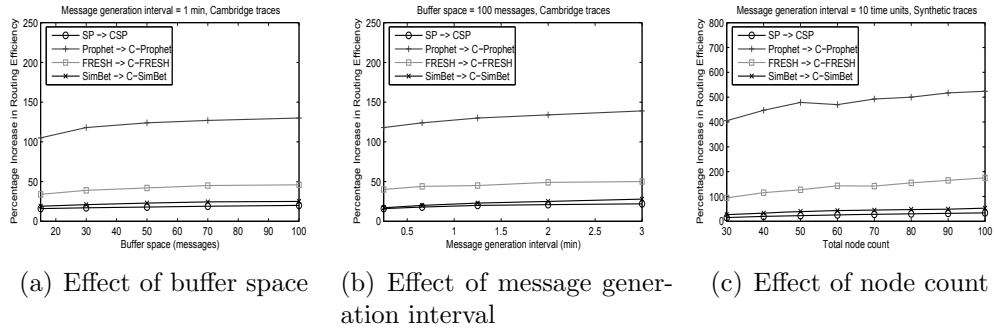 Message generation interval = 1 min, Cambridge traces
Percentage Increase in Routing Efficiency
250
200
150
100
50
0
SP -> CSP
Prophet -> C-Prophet
FRESH -> C-FRESH
SimBet -> C-SimBet
20 30 40 50 60 70 80 90 100
Buffer space (messages)
(a) Effect of buffer space
Buffer space = 100 messages, Cambridge traces
Percentage Increase in Routing Efficiency
250
200
150
100
50
0
SP -> CSP
Prophet -> C-Prophet
FRESH -> C-FRESH
SimBet -> C-SimBet
0.5 1 1.5 2 2.5 3
Message generation interval (min)
(b) Effect of message gener-
ation interval
Message generation interval = 10 time units, Synthetic traces
Percentage Increase in Routing Efficiency
800
700
600
500
400
300
200
100
0
SP -> CSP
Prophet -> C-Prophet
FRESH -> C-FRESH
SimBet -> C-SimBet
30 40 50 60 70 80 90 100
Total node count
(c) Effect of node count